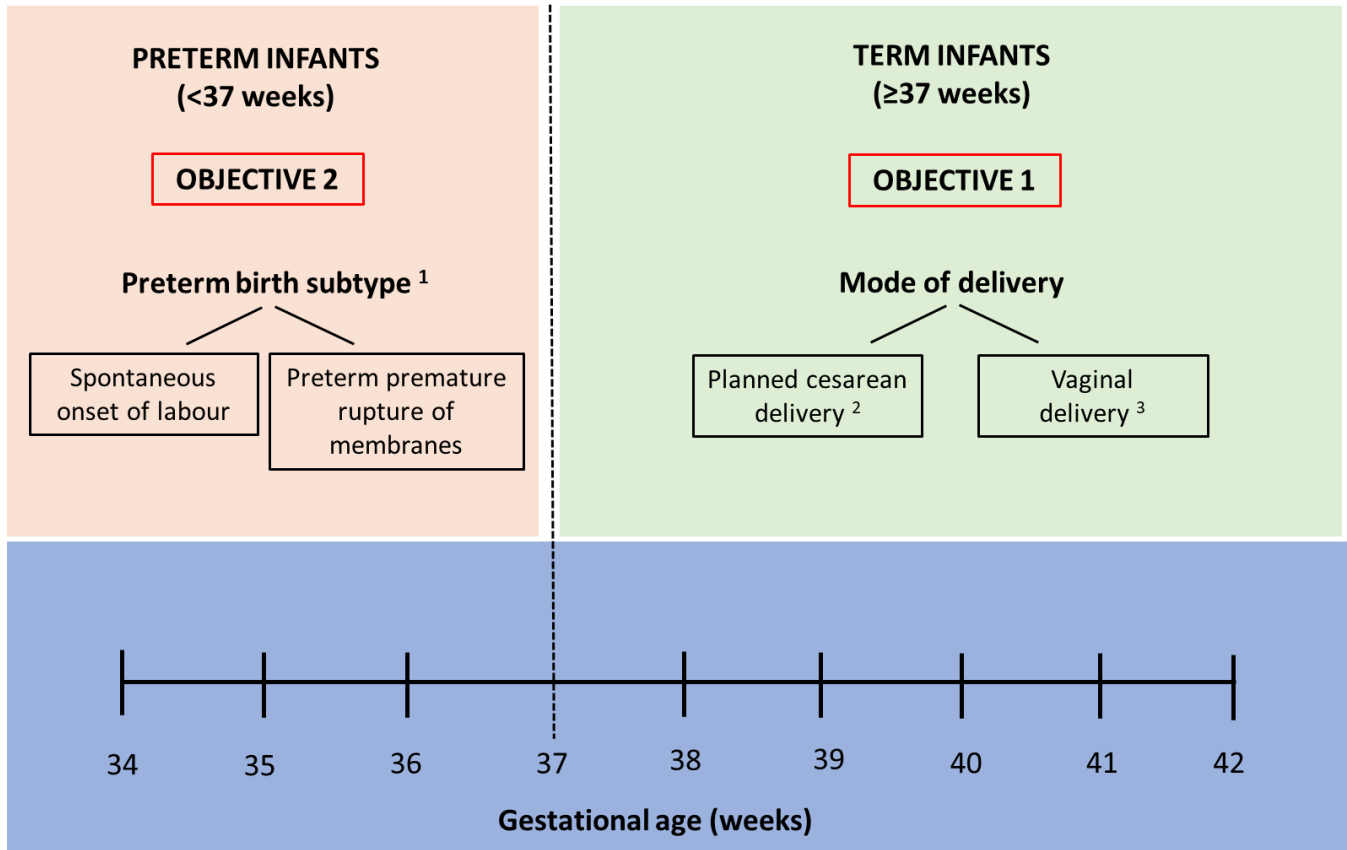 PRETERM INFANTS
(<37 weeks)
OBJECTIVE 2
Preterm birth subtype ¹
Spontaneous
onset of labour
Preterm premature
rupture of
membranes
TERM INFANTS
(≥37 weeks)
OBJECTIVE 1
Mode of delivery
Planned cesarean
delivery ²
Vaginal
delivery ³
34 35 36 37 38 39 40 41 42
Gestational age (weeks)